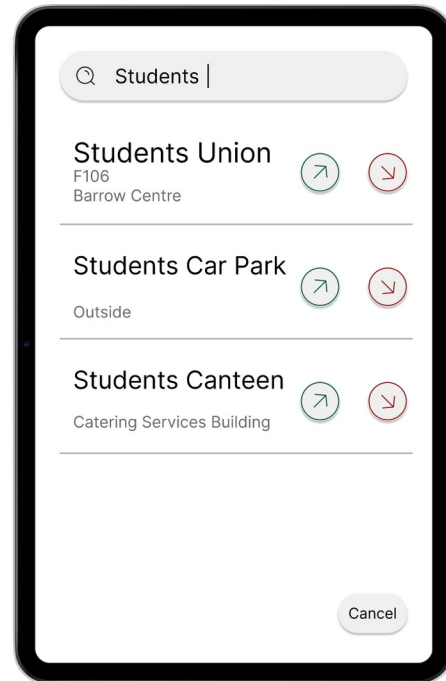 Students
Students Union
F106
Barrow Centre
Students Car Park
Outside
Students Canteen
Catering Services Building
Cancel